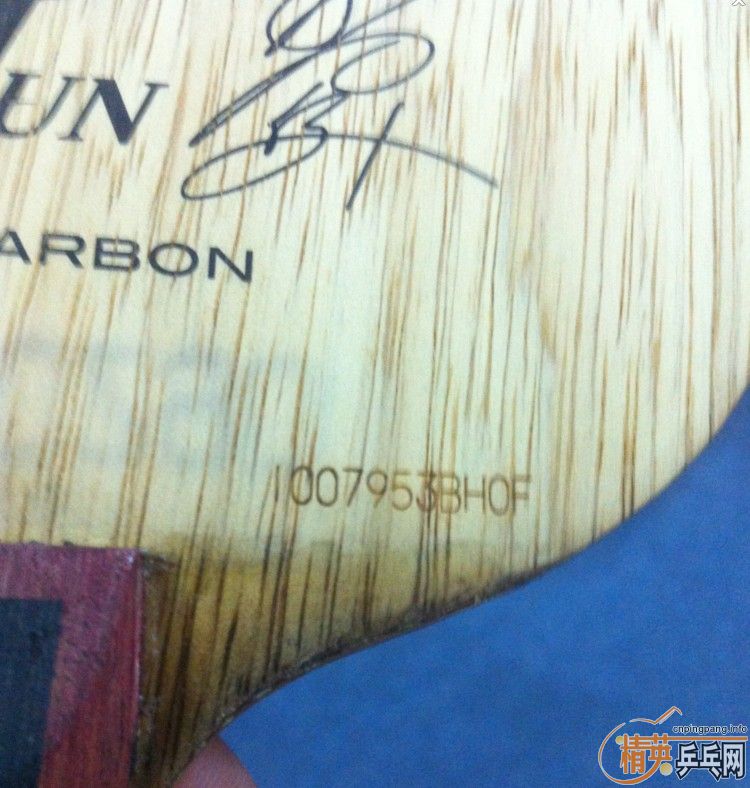 UN
ARBON
1007953BH0F
cnpingpang.info
精英乒乓网